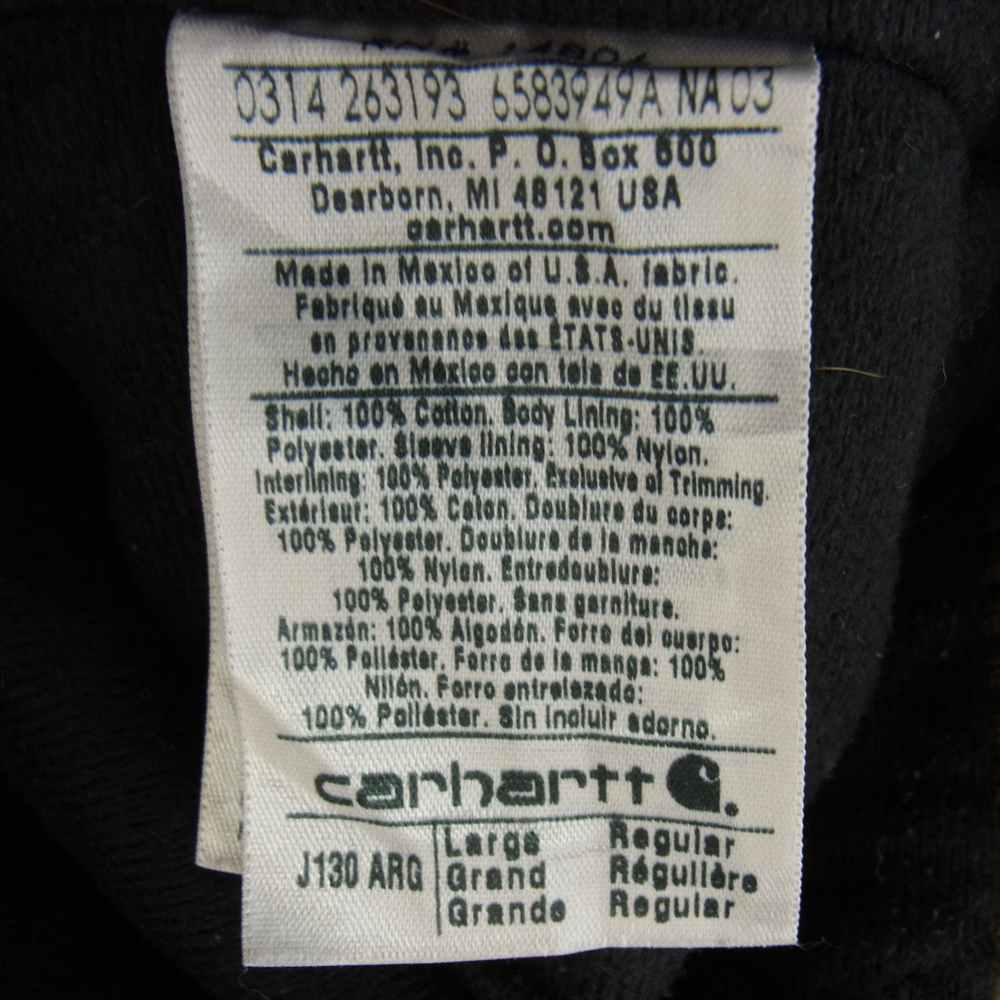 0314 263193 6583949A NA 03
Carhartt, Inc. P. O. Box 600
Dearborn, MI 48121 USA
carhartt.com
Made in Mexico of U.S.A. fabric.
Fabriqué au Mexique avec du tissu
en provenance des ÉTATS-UNIS.
Hecho en México con tela de EE.UU.
Shell: 100% Cotton. Body Lining: 100%
Polyester. Sleeve lining: 100% Nylon.
Interlining: 100% Polyester. Exclusive of Trimming.
Extérieur: 100% Coton. Doublure du corps:
100% Polyester. Doublure de la manche:
100% Nylon. Entredoublure:
100% Polyester. Sans garniture.
Armazón: 100% Algodón. Forro del cuerpo:
100% Poliéster. Forro de la manga: 100%
Nilón. Forro entrelazado:
100% Poliéster. Sin incluir adorno.
carhartt
J130 ARG
Large Regular
Grand Régulière
Grande Regular